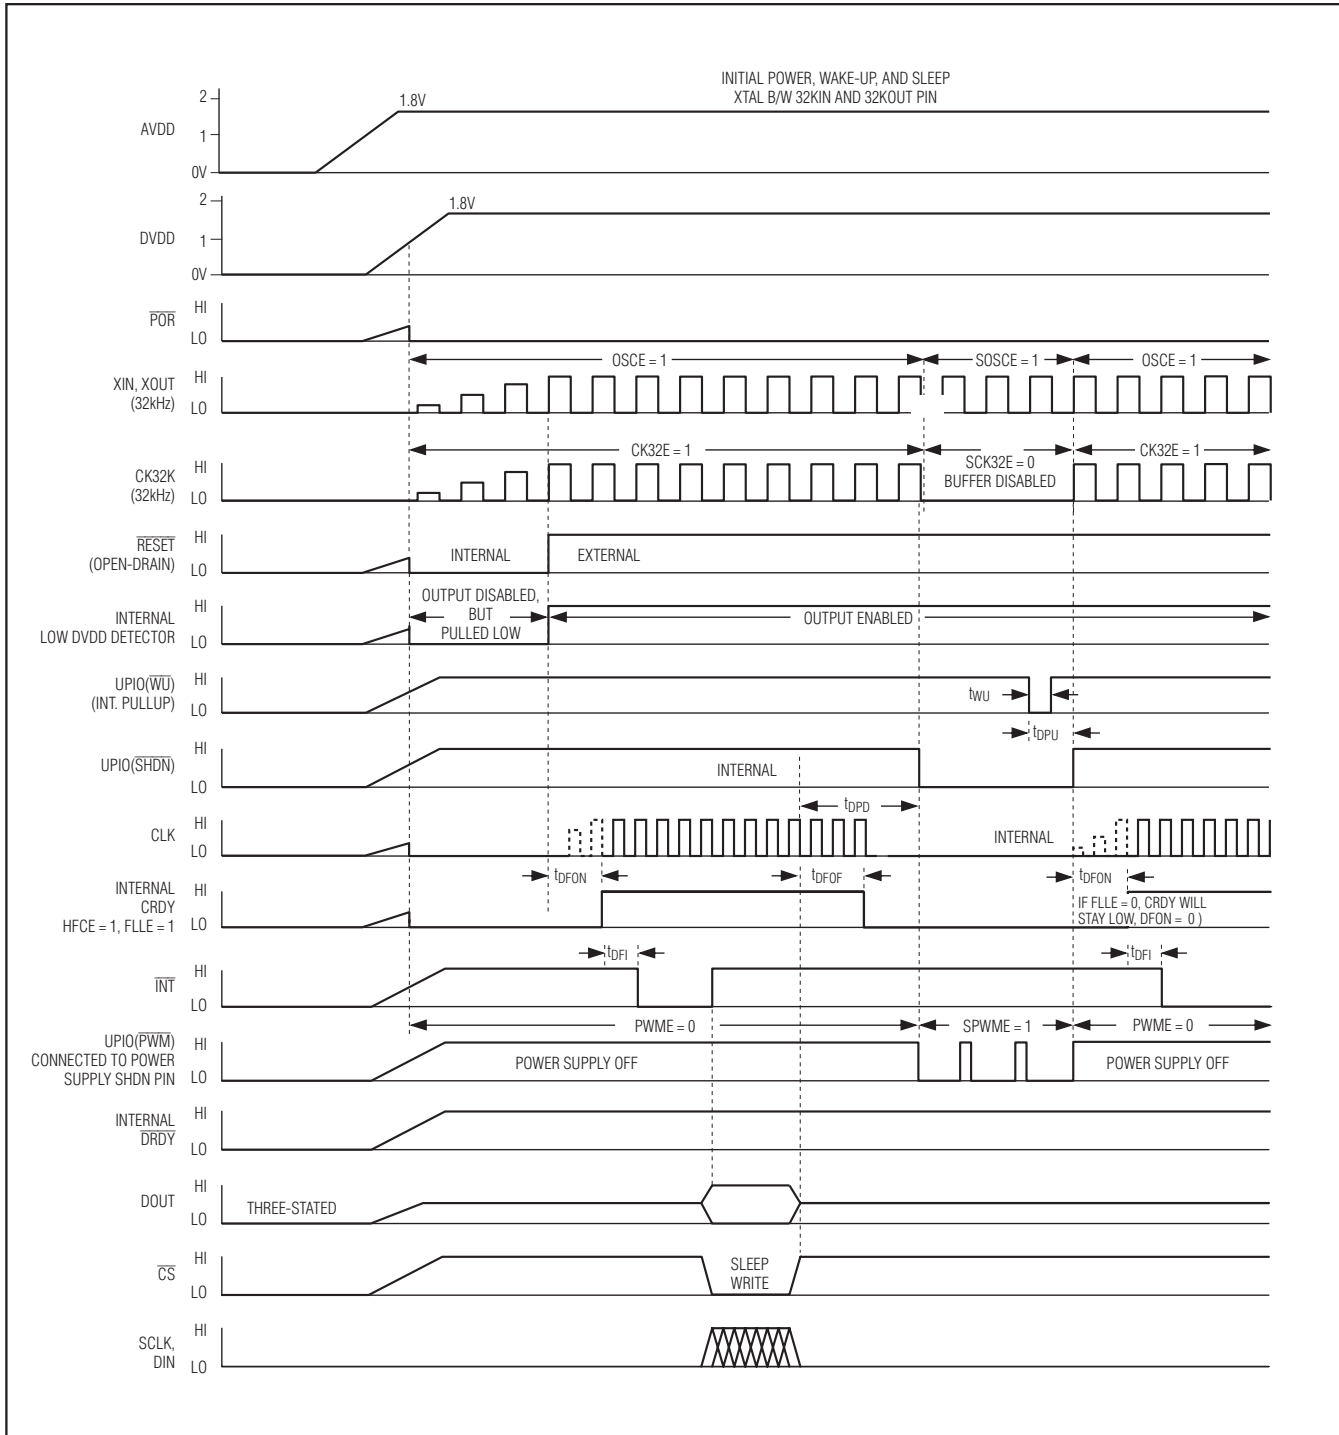 INITIAL POWER, WAKE-UP, AND SLEEP
XTAL B/W 32KIN AND 32KOUT PIN
2
1.8V
AVDD
1
0V
2
1.8V
DVDD
1
0V
HI
POR
LO
OSCE = 1
SOSCE = 1
OSCE = 1
XIN, XOUT
(32kHz)
HI
LO
CK32E = 1
SCK32E = 0
BUFFER DISABLED
CK32E = 1
CK32K
(32kHz)
HI
LO
RESET
(OPEN-DRAIN)
HI
LO
INTERNAL
EXTERNAL
INTERNAL
LOW DVDD DETECTOR
HI
LO
OUTPUT DISABLED,
BUT
PULLED LOW
OUTPUT ENABLED
UPIO(WU)
(INT. PULLUP)
HI
LO
tWU
tDPU
UPIO(SHDN)
HI
LO
INTERNAL
tDPD
CLK
HI
LO
INTERNAL
tDFON
tDFOF
tDFON
INTERNAL
CRDY
HFCE = 1, FLLE = 1
HI
LO
IF FLLE = 0, CRDY WILL
STAY LOW, DFON = 0 )
tDFI
tDFI
INT
HI
LO
PWME = 0
SPWME = 1
PWME = 0
UPIO(PWM)
CONNECTED TO POWER
SUPPLY SHDN PIN
HI
LO
POWER SUPPLY OFF
POWER SUPPLY OFF
INTERNAL
DRDY
HI
LO
DOUT
HI
LO
THREE-STATED
CS
HI
LO
SLEEP
WRITE
SCLK,
DIN
HI
LO